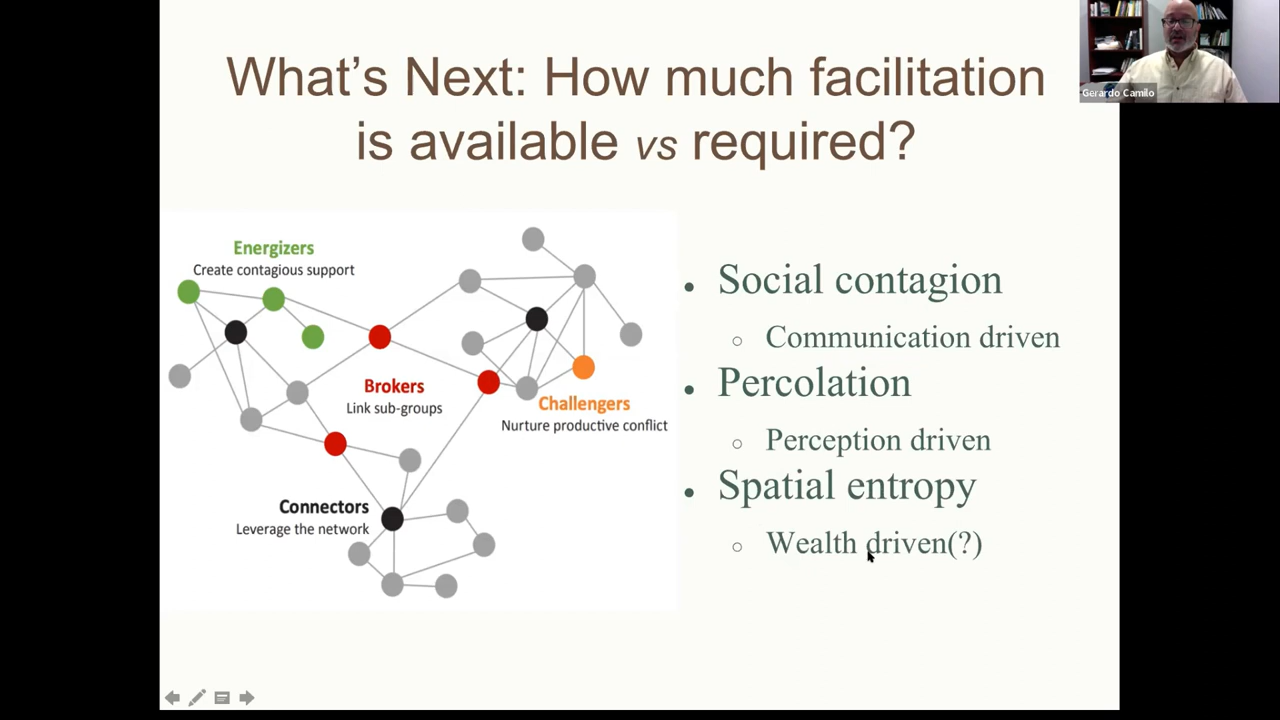 What's Next: How much facilitation
is available vs required?
Gerardo Camilo
Energizers
Create contagious support
Brokers
Link sub-groups
Challengers
Nurture productive conflict
Connectors
Leverage the network
• Social contagion
○ Communication driven
• Percolation
○ Perception driven
• Spatial entropy
○ Wealth driven(?)